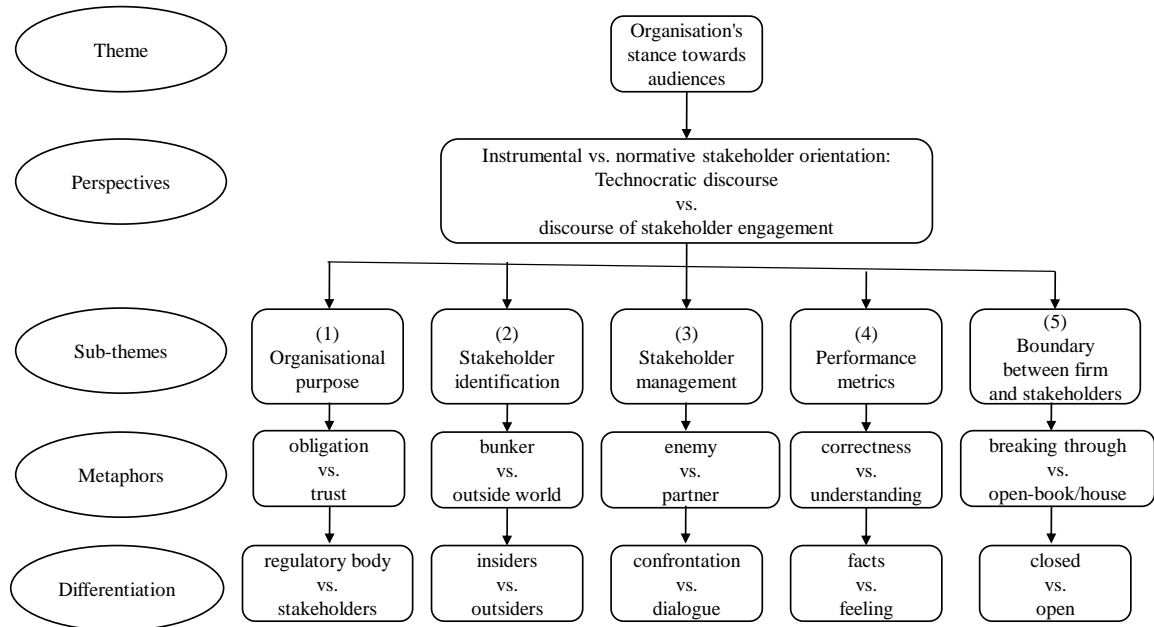 Theme
Organisation's
stance towards
audiences
Perspectives
Instrumental vs. normative stakeholder orientation:
Technocratic discourse
vs.
discourse of stakeholder engagement
Sub-themes
(1)
Organisational
purpose
(2)
Stakeholder
identification
(3)
Stakeholder
management
(4)
Performance
metrics
(5)
Boundary
between firm
and stakeholders
Metaphors
obligation
vs.
trust
bunker
vs.
outside world
enemy
vs.
partner
correctness
vs.
understanding
breaking through
vs.
open-book/house
Differentiation
regulatory body
vs.
stakeholders
insiders
vs.
outsiders
confrontation
vs.
dialogue
facts
vs.
feeling
closed
vs.
open